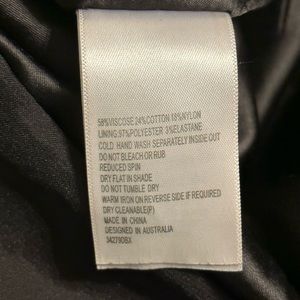 58%VISCOSE 24%COTTON 18%NYLON
LINING:97%POLYESTER 3%ELASTANE
COLD HAND WASH SEPARATELY INSIDE OUT
DO NOT BLEACH OR RUB
REDUCED SPIN
DRY FLAT IN SHADE
DO NOT TUMBLE DRY
WARM IRON ON REVERSE SIDE IF REQUIRED
DRY CLEANABLE(P)
MADE IN CHINA
DESIGNED IN AUSTRALIA
34279DBX